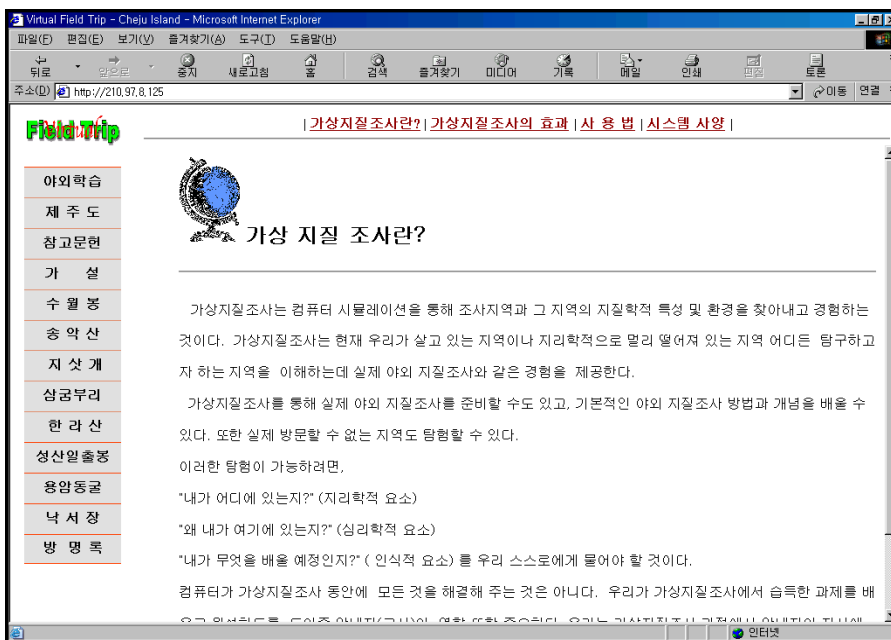 Virtual Field Trip - Cheju Island - Microsoft Internet Explorer
파일(F) 편집(E) 보기(V) 즐겨찾기(A) 도구(T) 도움말(H)
뒤로 앞으로 중지 새로고침 홈 검색 즐겨찾기 미디어 기록 메일 인쇄 편집 토론
주소(D) http://210,97,8,125 이동 연결
Field Trip Virtual
| 가상지질조사란? | 가상지질조사의 효과 | 사 용 법 | 시스템 사양 |
야외학습
제 주 도
참고문헌
가 설
수 월 봉
송 악 산
지 삿 개
삼굼부리
한 라 산
성산일출봉
용암동굴
낙 서 장
방 명 록
가상 지질 조사란?
가상지질조사는 컴퓨터 시뮬레이션을 통해 조사지역과 그 지역의 지질학적 특성 및 환경을 찾아내고 경험하는
것이다. 가상지질조사는 현재 우리가 살고 있는 지역이나 지리학적으로 멀리 떨어져 있는 지역 어디든 탐구하고
자 하는 지역을 이해하는데 실제 야외 지질조사와 같은 경험을 제공한다.
가상지질조사를 통해 실제 야외 지질조사를 준비할 수도 있고, 기본적인 야외 지질조사 방법과 개념을 배울 수
있다. 또한 실제 방문할 수 없는 지역도 탐험할 수 있다.
이러한 탐험이 가능하려면,
"내가 어디에 있는지?" (지리학적 요소)
"왜 내가 여기에 있는지?" (심리학적 요소)
"내가 무엇을 배울 예정인지?" ( 인식적 요소) 를 우리 스스로에게 물어야 할 것이다.
컴퓨터가 가상지질조사 동안에 모든 것을 해결해 주는 것은 아니다. 우리가 가상지질조사에서 습득한 과제를 배
인터넷